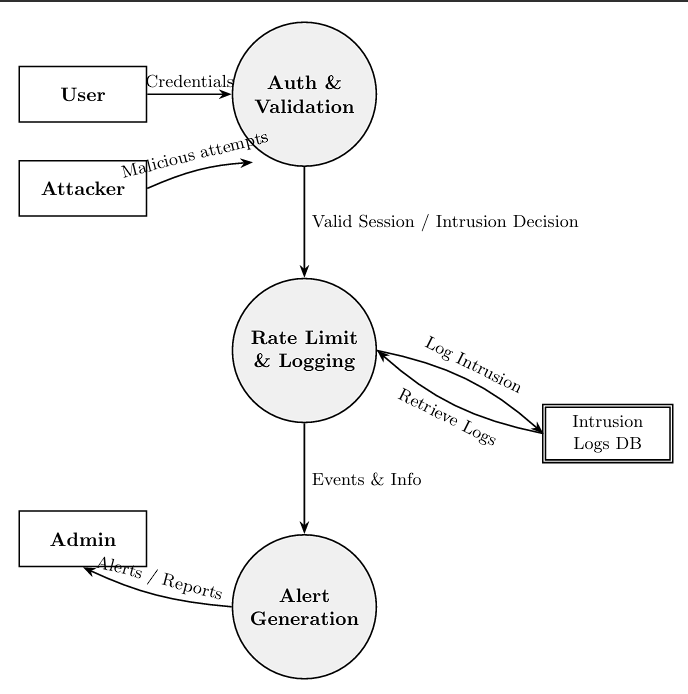 User
Credentials
Auth &
Validation
Malicious attempts
Attacker
Valid Session / Intrusion Decision
Rate Limit
& Logging
Log Intrusion
Retrieve Logs
Intrusion
Logs DB
Events & Info
Admin
Alerts / Reports
Alert
Generation